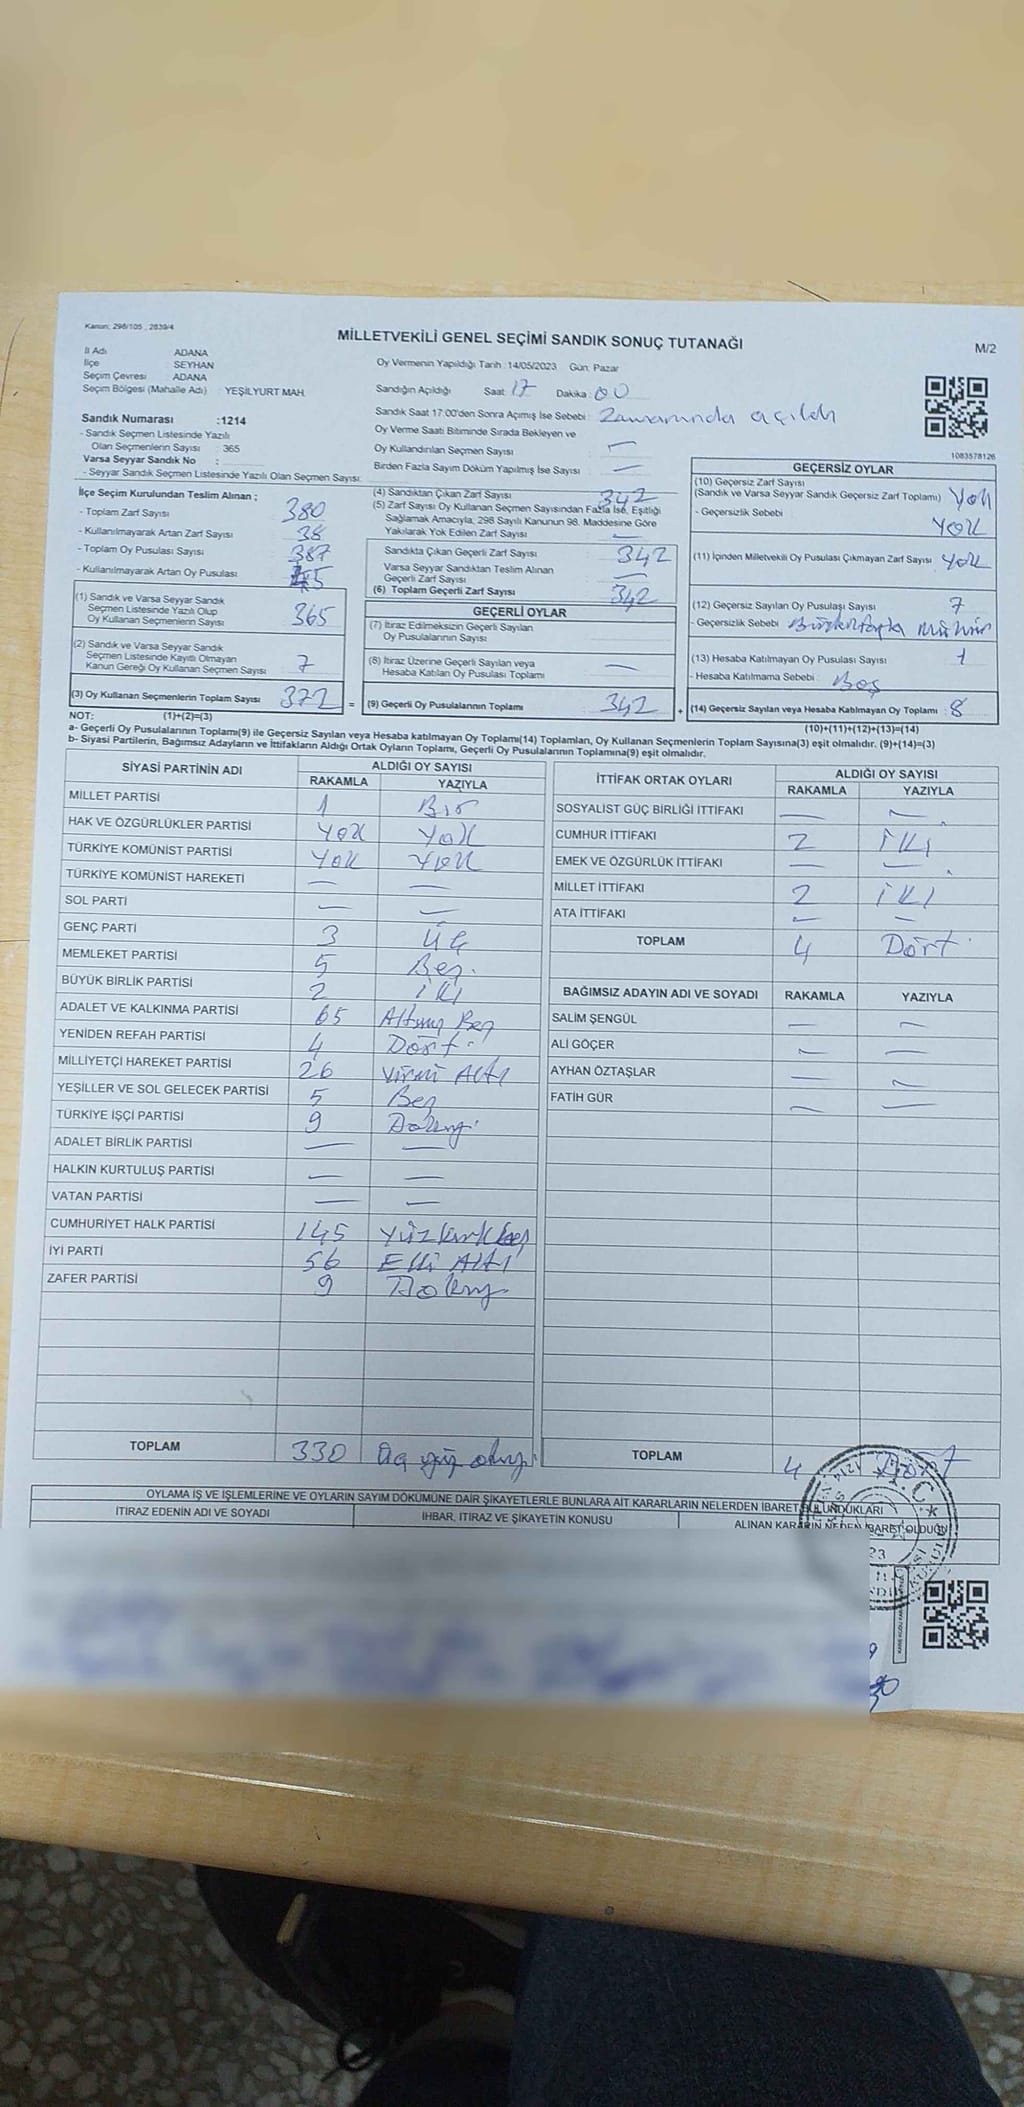 Kanun: 298/105 , 2839/4
MİLLETVEKİLİ GENEL SEÇİMİ SANDIK SONUÇ TUTANAĞI
M/2
İl Adı ADANA
İlçe SEYHAN
Seçim Çevresi ADANA
Seçim Bölgesi (Mahalle Adı) : YEŞİLYURT MAH.
Oy Vermenin Yapıldığı Tarih : 14/05/2023 Gün: Pazar
Sandığın Açıldığı Saat: 17 Dakika: 00
Sandık Numarası :1214
- Sandık Seçmen Listesinde Yazılı
Olan Seçmenlerin Sayısı : 365
Varsa Seyyar Sandık No :
- Seyyar Sandık Seçmen Listesinde Yazılı Olan Seçmen Sayısı:
Sandık Saat 17:00'den Sonra Açımış İse Sebebi: Zamanında açıldı
Oy Verme Saati Bitiminde Sırada Bekleyen ve
Oy Kullandırılan Seçmen Sayısı —
Birden Fazla Sayım Döküm Yapılmış İse Sayısı —
1083578126
İlçe Seçim Kurulundan Teslim Alınan ;
- Toplam Zarf Sayısı 380
- Kullanılmayarak Artan Zarf Sayısı 38
- Toplam Oy Pusulası Sayısı 387
- Kullanılmayarak Artan Oy Pusulası
(1) Sandık ve Varsa Seyyar Sandık
Seçmen Listesinde Yazılı Olup
Oy Kullanan Seçmenlerin Sayısı 365
(2) Sandık ve Varsa Seyyar Sandık
Seçmen Listesinde Kayıtlı Olmayan
Kanun Gereği Oy Kullanan Seçmen Sayısı 7
(3) Oy Kullanan Seçmenlerin Toplam Sayısı 372 =
(4) Sandıktan Çıkan Zarf Sayısı 342
(5) Zarf Sayısı Oy Kullanan Seçmen Sayısından Fazla İse, Eşitliği
Sağlamak Amacıyla, 298 Sayılı Kanunun 98. Maddesine Göre
Yakılarak Yok Edilen Zarf Sayısı —
Sandıkta Çıkan Geçerli Zarf Sayısı 342
Varsa Seyyar Sandıktan Teslim Alınan
Geçerli Zarf Sayısı —
(6) Toplam Geçerli Zarf Sayısı 342
GEÇERLİ OYLAR
(7) İtiraz Edilmeksizin Geçerli Sayılan
Oy Pusulalarının Sayısı
(8) İtiraz Üzerine Geçerli Sayılan veya
Hesaba Katılan Oy Pusulası Toplamı —
(9) Geçerli Oy Pusulalarının Toplamı 342 +
GEÇERSİZ OYLAR
(10) Geçersiz Zarf Sayısı
(Sandık ve Varsa Seyyar Sandık Geçersiz Zarf Toplamı) Yok
- Geçersizlik Sebebi Yok
(11) İçinden Milletvekili Oy Pusulası Çıkmayan Zarf Sayısı Yok
(12) Geçersiz Sayılan Oy Pusulası Sayısı 7
- Geçersizlik Sebebi Birden fazla mühür
(13) Hesaba Katılmayan Oy Pusulası Sayısı 1
- Hesaba Katılmama Sebebi Boş
(14) Geçersiz Sayılan veya Hesaba Katılmayan Oy Toplamı 8
NOT: (1)+(2)=(3) (10)+(11)+(12)+(13)=(14)
a- Geçerli Oy Pusulalarının Toplamı(9) ile Geçersiz Sayılan veya Hesaba katılmayan Oy Toplamı(14) Toplamları, Oy Kullanan Seçmenlerin Toplam Sayısına(3) eşit olmalıdır. (9)+(14)=(3)
b- Siyasi Partilerin, Bağımsız Adayların ve İttifakların Aldığı Ortak Oyların Toplamı, Geçerli Oy Pusulalarının Toplamına(9) eşit olmalıdır.
SİYASİ PARTİNİN ADI ALDIĞI OY SAYISI
RAKAMLA YAZIYLA
MİLLET PARTİSİ 1 Bir
HAK VE ÖZGÜRLÜKLER PARTİSİ Yok Yok
TÜRKİYE KOMÜNİST PARTİSİ Yok Yok
TÜRKİYE KOMÜNİST HAREKETİ — —
SOL PARTİ — —
GENÇ PARTİ 3 Üç
MEMLEKET PARTİSİ 5 Beş.
BÜYÜK BİRLİK PARTİSİ 2 İki
ADALET VE KALKINMA PARTİSİ 65 Altmış Beş
YENİDEN REFAH PARTİSİ 4 Dört.
MİLLİYETÇİ HAREKET PARTİSİ 26 Yirmi Altı
YEŞİLLER VE SOL GELECEK PARTİSİ 5 Beş
TÜRKİYE İŞÇİ PARTİSİ 9 Dokuz
ADALET BİRLİK PARTİSİ — —
HALKIN KURTULUŞ PARTİSİ — —
VATAN PARTİSİ — —
CUMHURİYET HALK PARTİSİ 145 Yüz kırk beş
İYİ PARTİ 56 Elli Altı
ZAFER PARTİSİ 9 Dokuz
TOPLAM 330 Üç yüz otuz
İTTİFAK ORTAK OYLARI ALDIĞI OY SAYISI
RAKAMLA YAZIYLA
SOSYALİST GÜÇ BİRLİĞİ İTTİFAKI — —
CUMHUR İTTİFAKI 2 İki
EMEK VE ÖZGÜRLÜK İTTİFAKI — —
MİLLET İTTİFAKI 2 İki
ATA İTTİFAKI — —
TOPLAM 4 Dört
BAĞIMSIZ ADAYIN ADI VE SOYADI RAKAMLA YAZIYLA
SALİM ŞENGÜL — —
ALİ GÖÇER — —
AYHAN ÖZTAŞLAR — —
FATİH GÜR — —
TOPLAM 4 Dört
OYLAMA İŞ VE İŞLEMLERİNE VE OYLARIN SAYIM DÖKÜMÜNE DAİR ŞİKAYETLERLE BUNLARA AİT KARARLARIN NELERDEN İBARET BULUNDUKLARI
İTİRAZ EDENİN ADI VE SOYADI İHBAR, İTİRAZ VE ŞİKAYETİN KONUSU ALINAN KARARIN NEDEN İBARET OLDUĞU